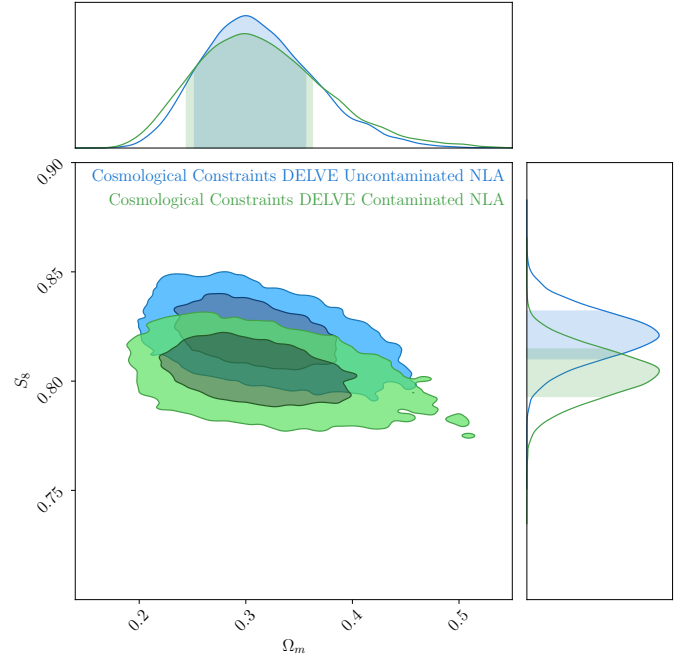 0.90
Cosmological Constraints DELVE Uncontaminated NLA
Cosmological Constraints DELVE Contaminated NLA
0.85
S8
0.80
0.75
0.2 0.3 0.4 0.5
Ωm